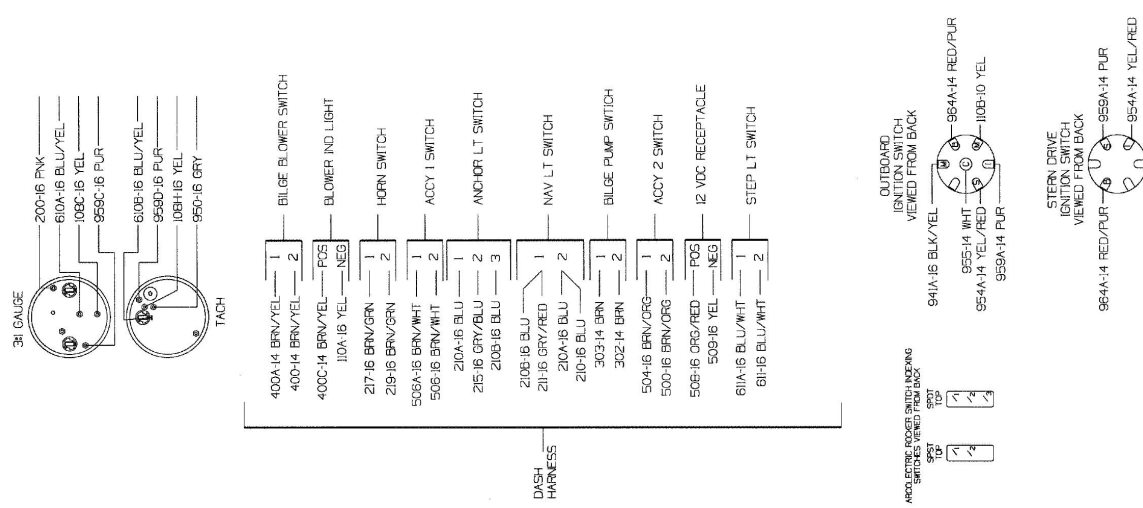 3:1 GAUGE
200-16 PNK
610A-16 BLU/YEL
108C-16 YEL
959C-16 PUR
610B-16 BLU/YEL
959D-16 PUR
108H-16 YEL
950-16 GRY
TACH
400A-14 BRN/YEL 1 BILGE BLOWER SWITCH
400-14 BRN/YEL 2
400C-14 BRN/YEL POS BLOWER IND LIGHT
110A-16 YEL NEG
217-16 BRN/GRN 1 HORN SWITCH
219-16 BRN/GRN 2
506A-16 BRN/WHT 1 ACCY 1 SWITCH
506-16 BRN/WHT 2
210A-16 BLU 1
215-16 GRY/BLU 2 ANCHOR LT SWITCH
210B-16 BLU 3
210B-16 BLU
211-16 GRY/RED 1 NAV LT SWITCH
210A-16 BLU 2
210-16 BLU
303-14 BRN 1 BILGE PUMP SWTICH
302-14 BRN 2
504-16 BRN/ORG 1 ACCY 2 SWITCH
500-16 BRN/ORG 2
508-16 ORG/RED POS 12 VDC RECEPTACLE
509-16 YEL NEG
611A-16 BLU/WHT 1 STEP LT SWITCH
611-16 BLU/WHT 2
DASH
HARNESS
OUTBOARD
IGNITION SWITCH
VIEWED FROM BACK
941A-16 BLK/YEL
964A-14 RED/PUR
955-14 WHT
954A-14 YEL/RED
110B-10 YEL
959A-14 PUR
M
B
C
M
S
I
STERN DRIVE
IGNITION SWITCH
VIEWED FROM BACK
964A-14 RED/PUR
959A-14 PUR
954A-14 YEL/RED
B
ARCOLECTRIC ROCKER SWITCH INDEXING
SWITCHES VIEWED FROM BACK
SPST
TOP
1
2
SPDT
TOP
1
2
3